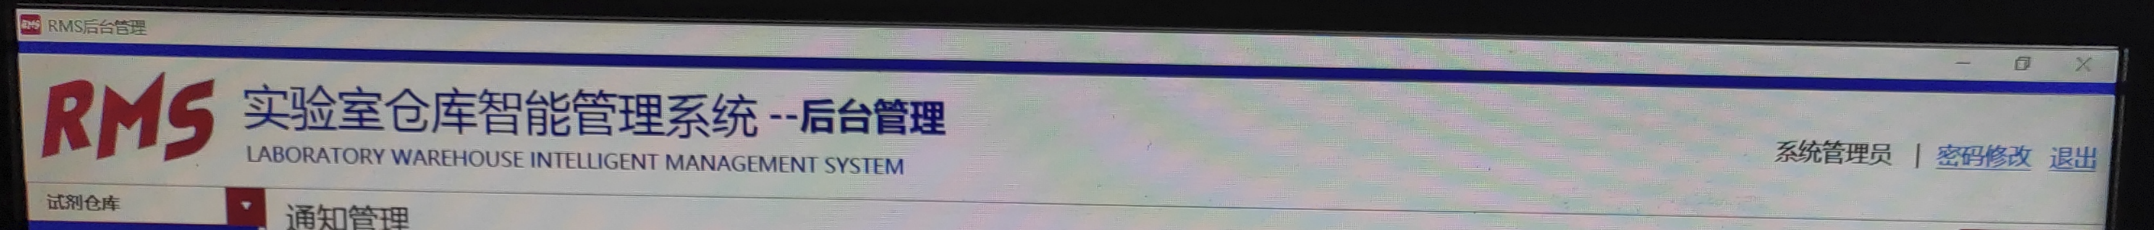 RMS后台管理
RMS 实验室仓库智能管理系统 --后台管理
LABORATORY WAREHOUSE INTELLIGENT MANAGEMENT SYSTEM
系统管理员 | 密码修改 退出
试剂仓库
通知管理